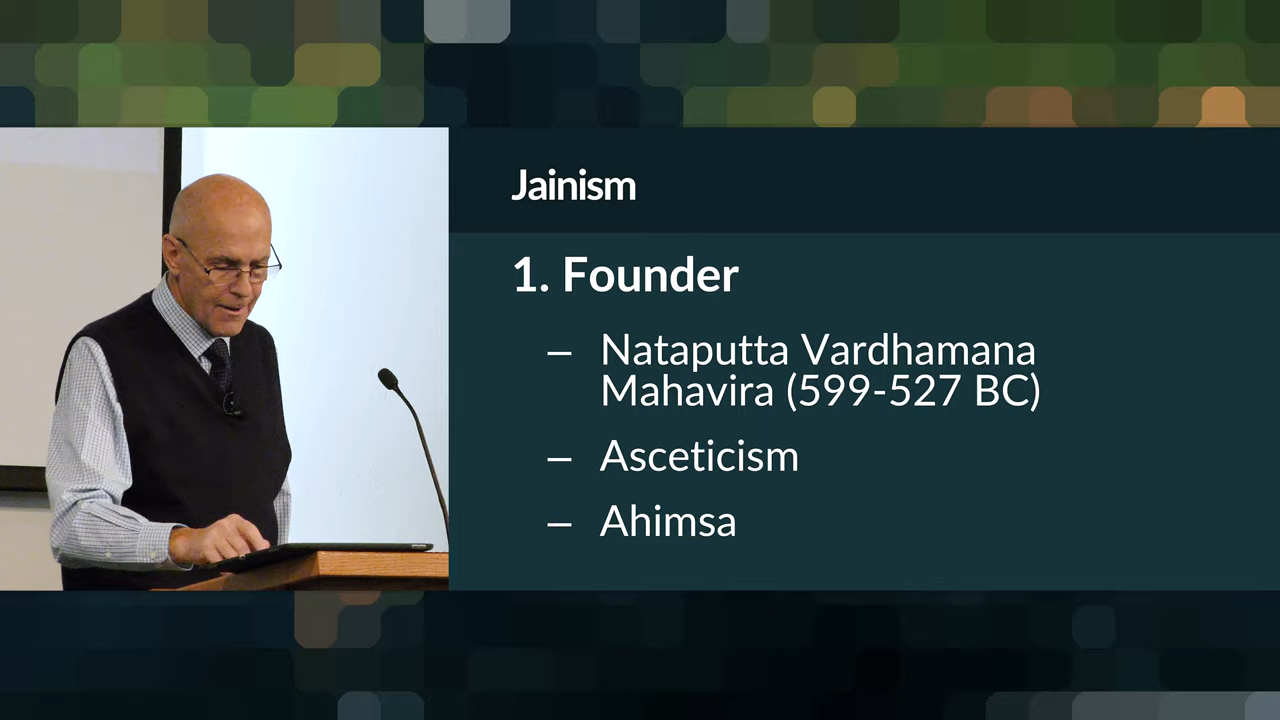 Jainism
1. Founder
– Nataputta Vardhamana
Mahavira (599-527 BC)
– Asceticism
– Ahimsa